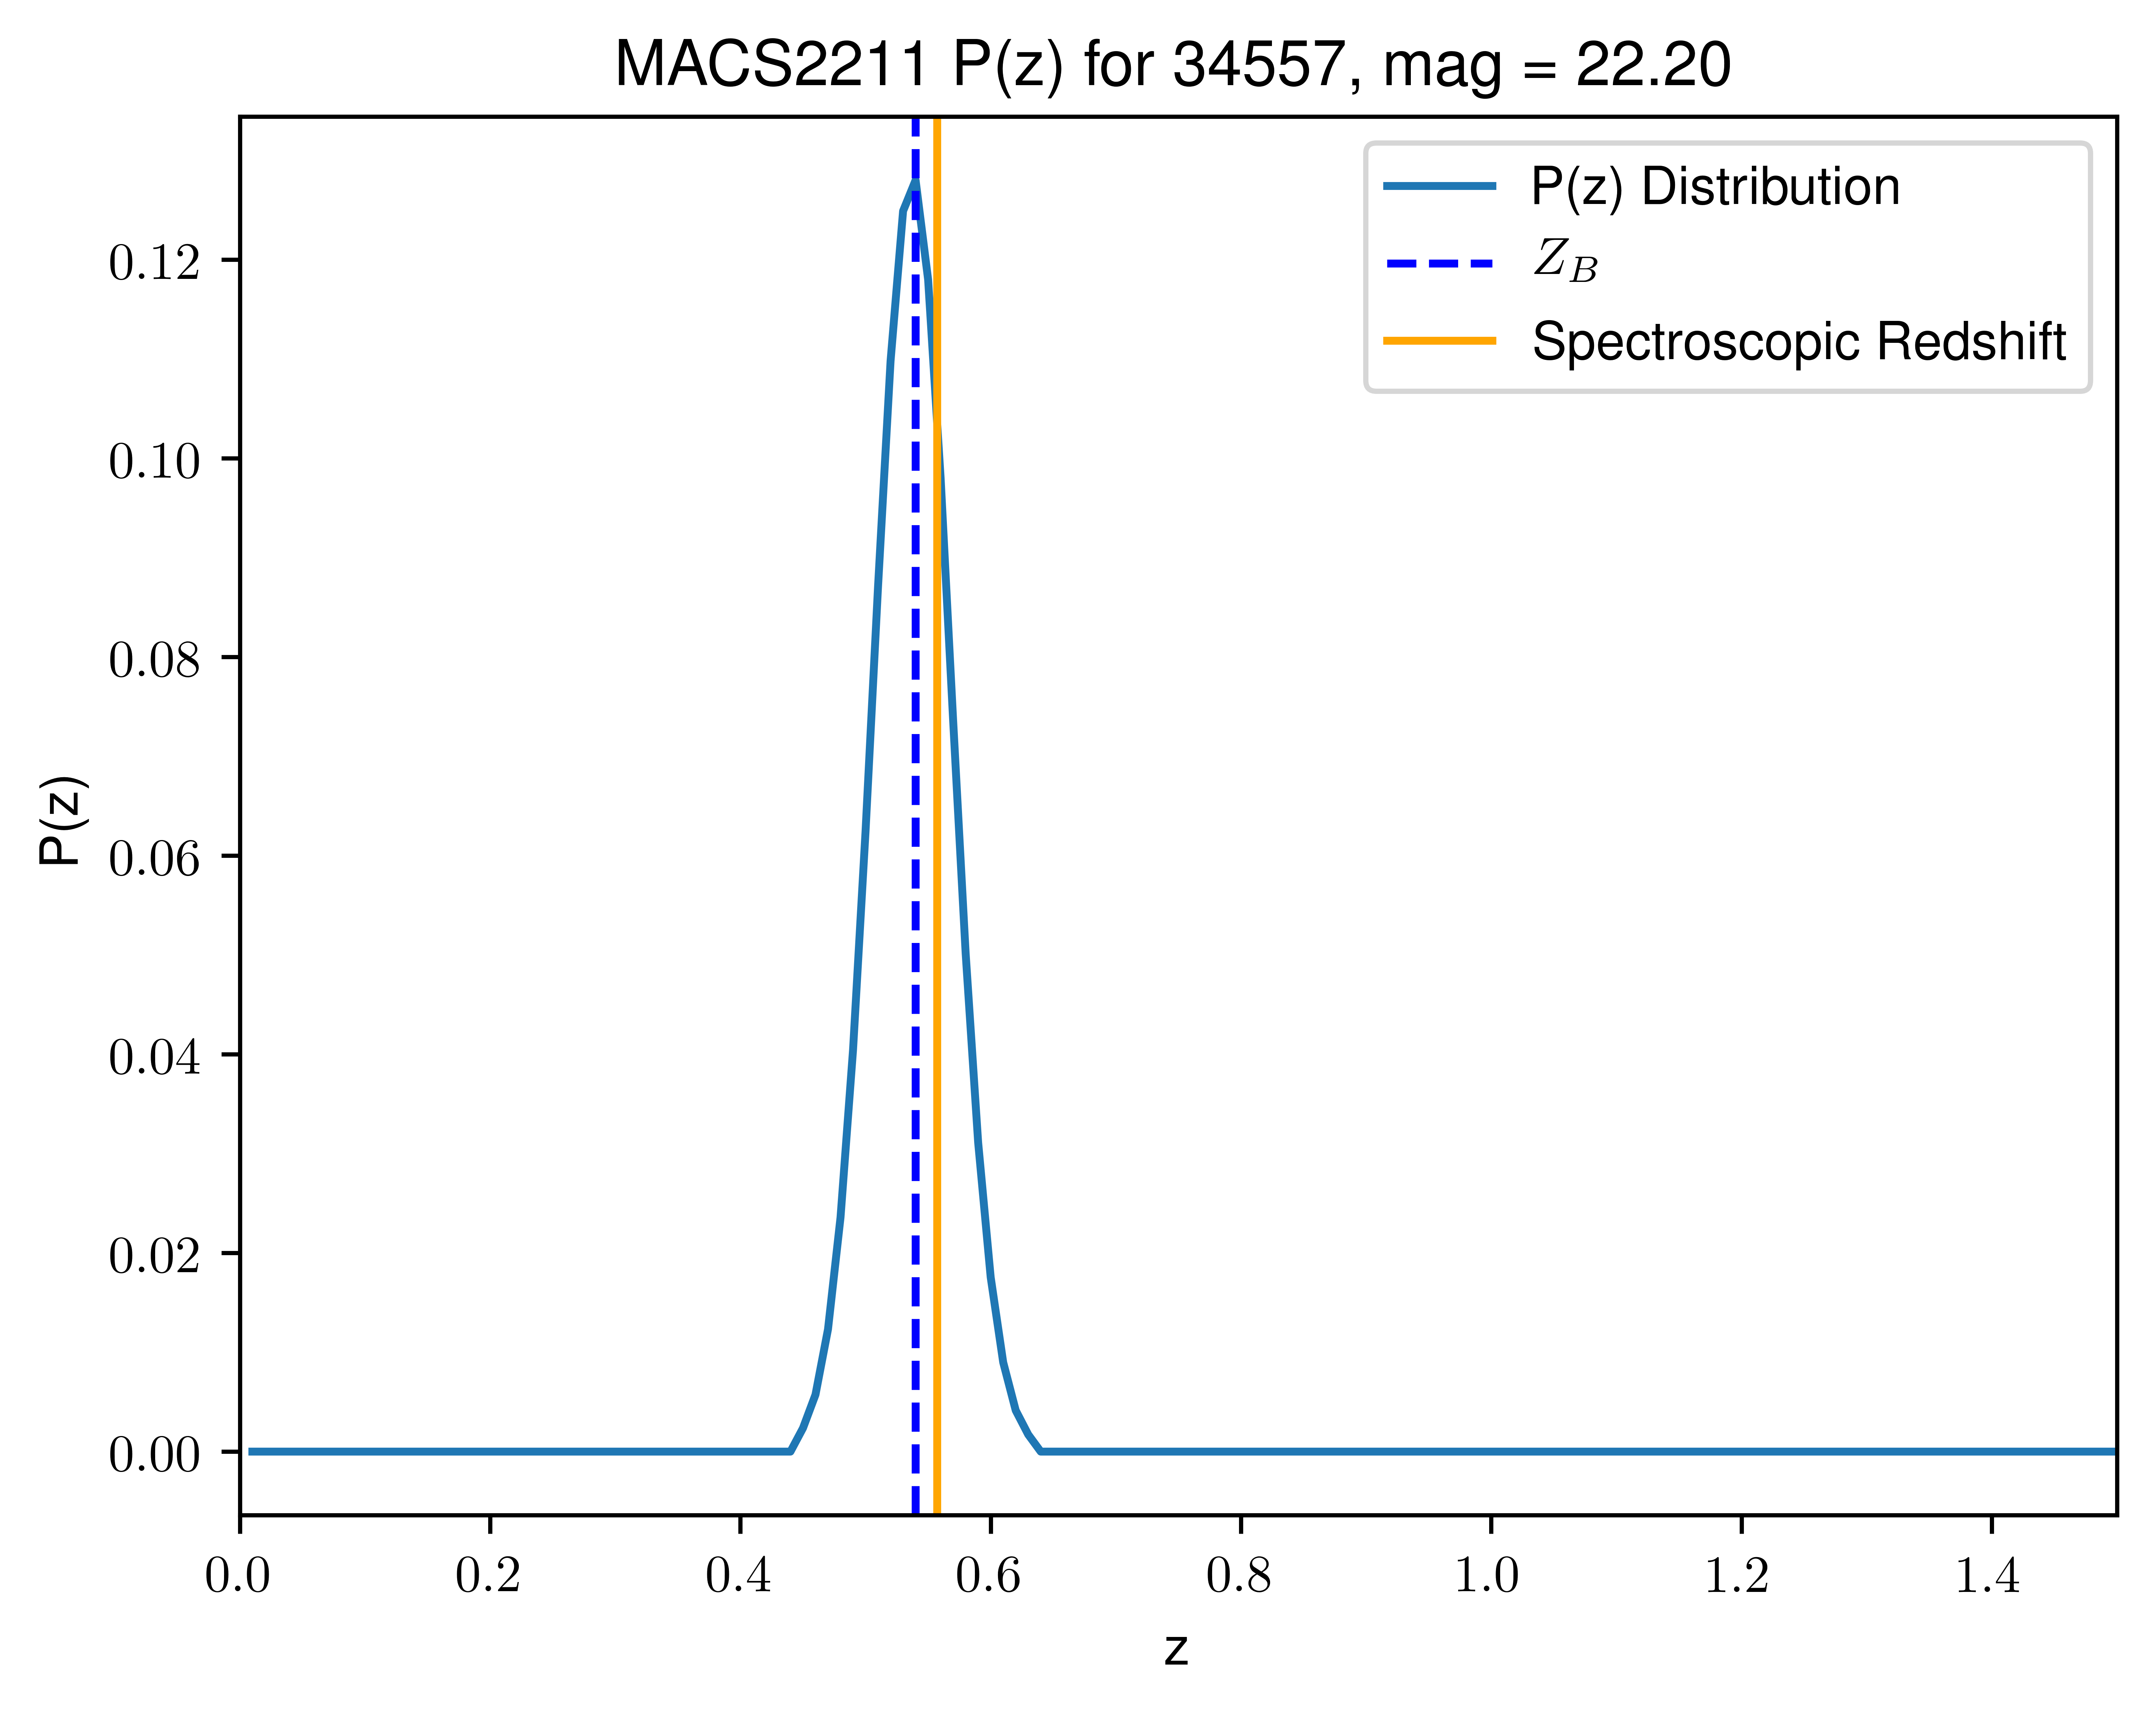 MACS2211 P(z) for 34557, mag = 22.20
P(z) Distribution
Z_B
Spectroscopic Redshift
0.12
0.10
0.08
0.06
0.04
0.02
0.00
P(z)
0.0 0.2 0.4 0.6 0.8 1.0 1.2 1.4
z